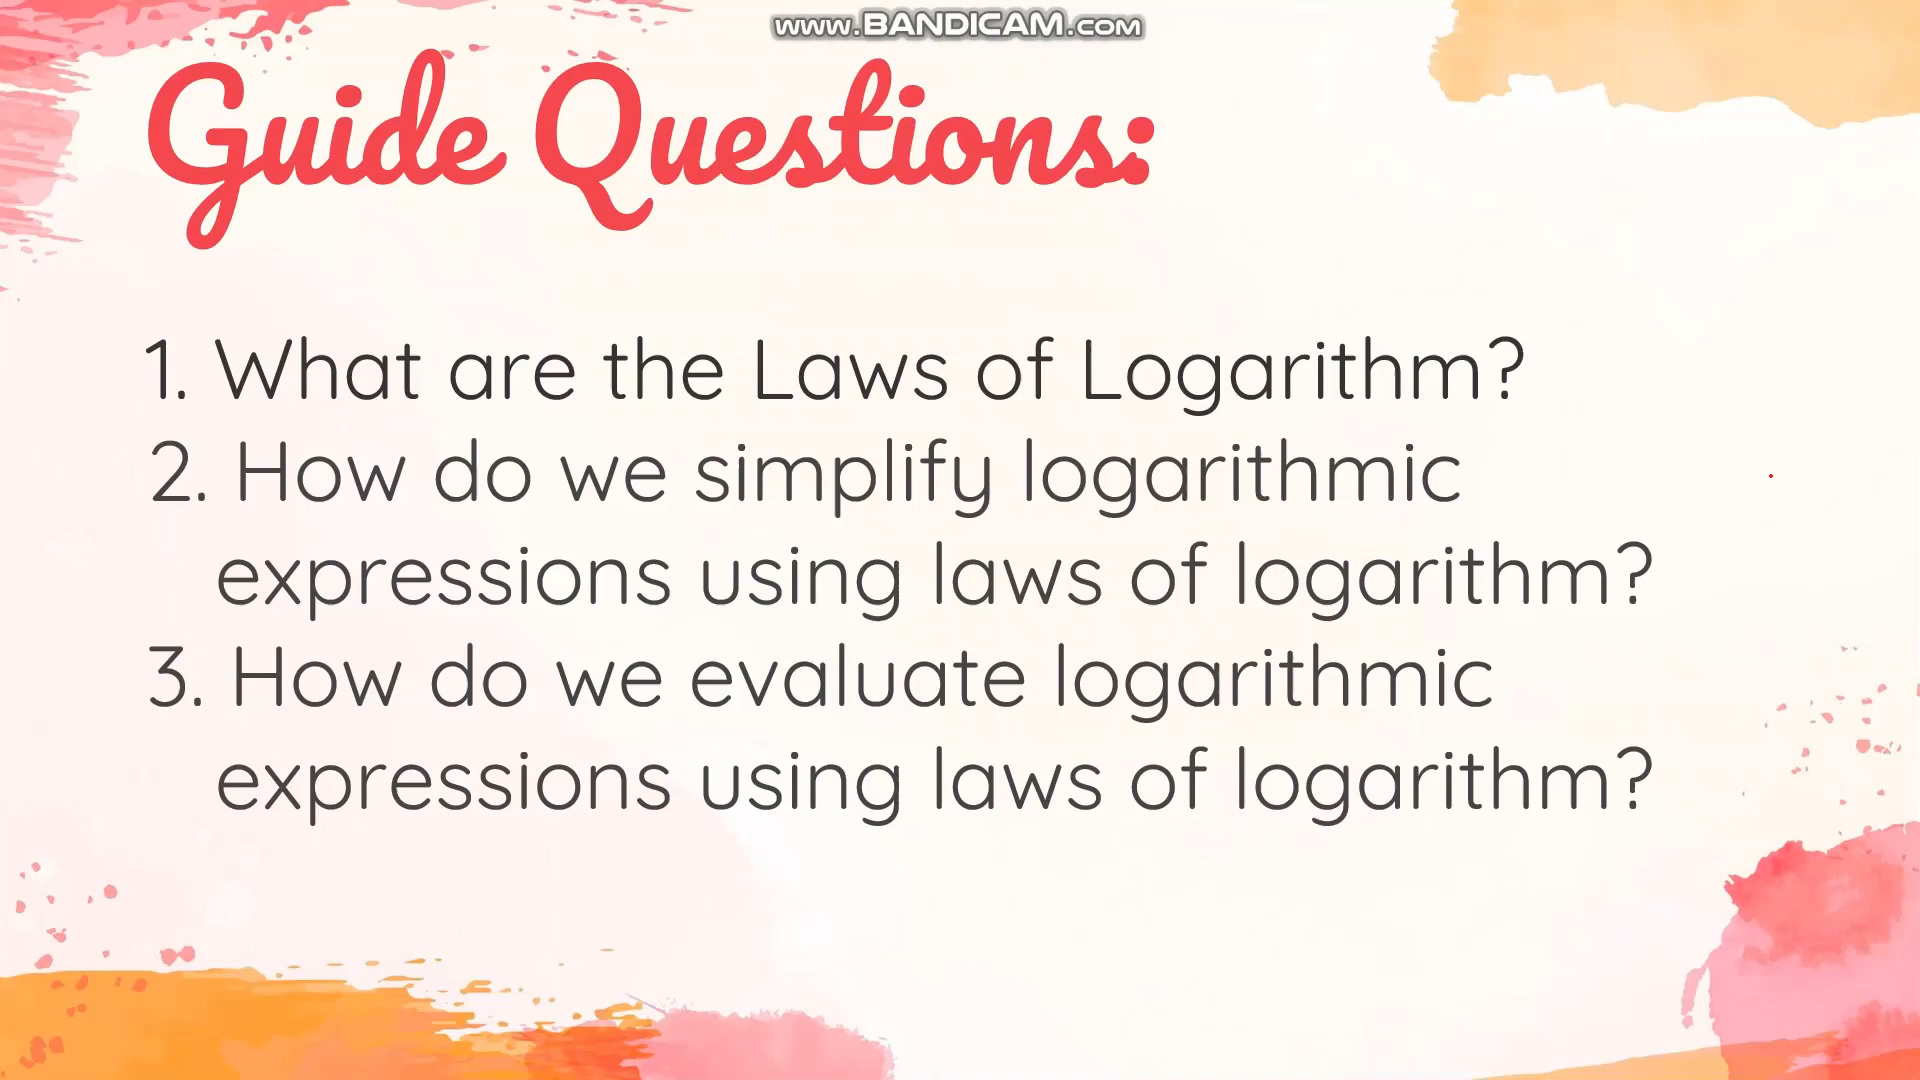 www.BANDICAM.com
Guide Questions:
1. What are the Laws of Logarithm?
2. How do we simplify logarithmic
expressions using laws of logarithm?
3. How do we evaluate logarithmic
expressions using laws of logarithm?